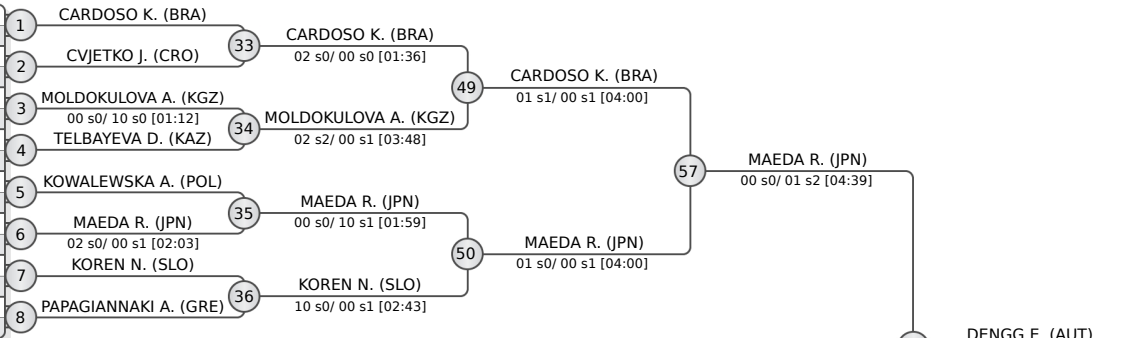 1
CARDOSO K. (BRA)
2
CVJETKO J. (CRO)
33
CARDOSO K. (BRA)
02 s0/ 00 s0 [01:36]
3
MOLDOKULOVA A. (KGZ)
00 s0/ 10 s0 [01:12]
4
TELBAYEVA D. (KAZ)
34
MOLDOKULOVA A. (KGZ)
02 s2/ 00 s1 [03:48]
49
CARDOSO K. (BRA)
01 s1/ 00 s1 [04:00]
5
KOWALEWSKA A. (POL)
6
MAEDA R. (JPN)
02 s0/ 00 s1 [02:03]
35
MAEDA R. (JPN)
00 s0/ 10 s1 [01:59]
7
KOREN N. (SLO)
8
PAPAGIANNAKI A. (GRE)
36
KOREN N. (SLO)
10 s0/ 00 s1 [02:43]
50
MAEDA R. (JPN)
01 s0/ 00 s1 [04:00]
57
MAEDA R. (JPN)
00 s0/ 01 s2 [04:39]
DENGG E. (AUT)